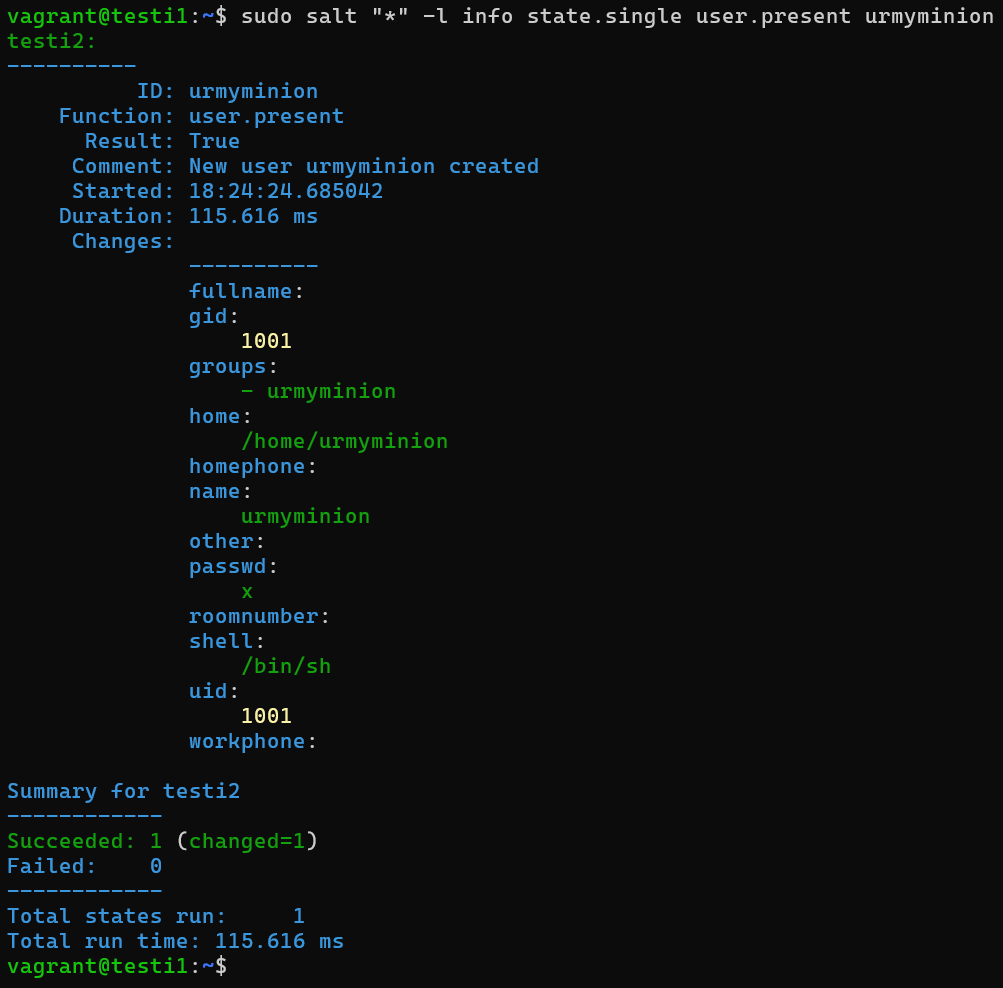 vagrant@testi1:~$ sudo salt "*" -l info state.single user.present urmyminion
testi2:
----------
          ID: urmyminion
    Function: user.present
      Result: True
     Comment: New user urmyminion created
     Started: 18:24:24.685042
    Duration: 115.616 ms
     Changes:
              ----------
              fullname:
              gid:
                  1001
              groups:
                  - urmyminion
              home:
                  /home/urmyminion
              homephone:
              name:
                  urmyminion
              other:
              passwd:
                  x
              roomnumber:
              shell:
                  /bin/sh
              uid:
                  1001
              workphone:

Summary for testi2
------------
Succeeded: 1 (changed=1)
Failed:    0
------------
Total states run:     1
Total run time: 115.616 ms
vagrant@testi1:~$